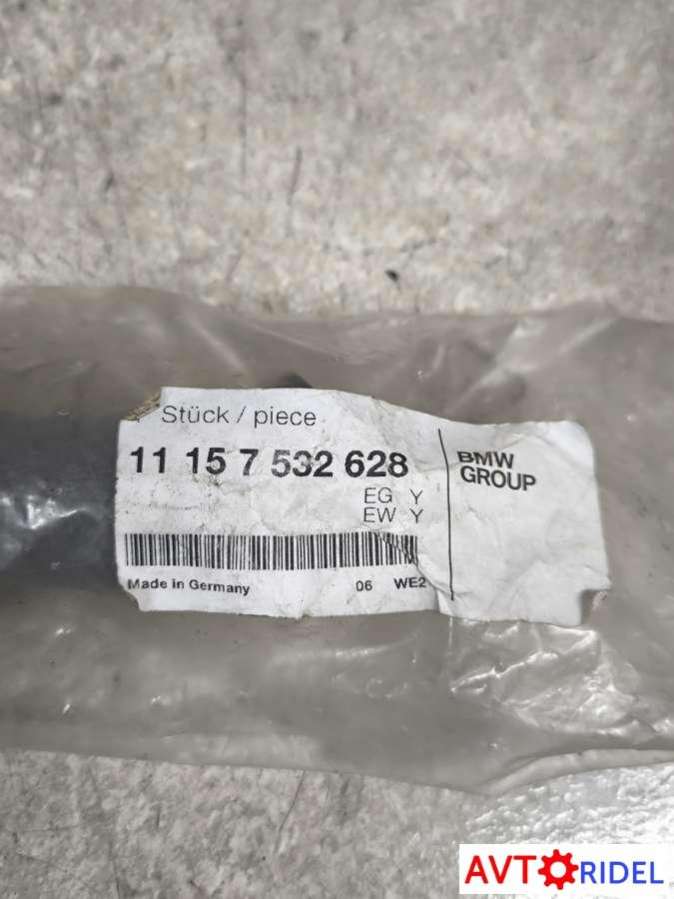 Stück / piece
11 15 7 532 628
EG Y
EW Y
Made in Germany
06 WE2
BMW
GROUP
AVTORIDEL